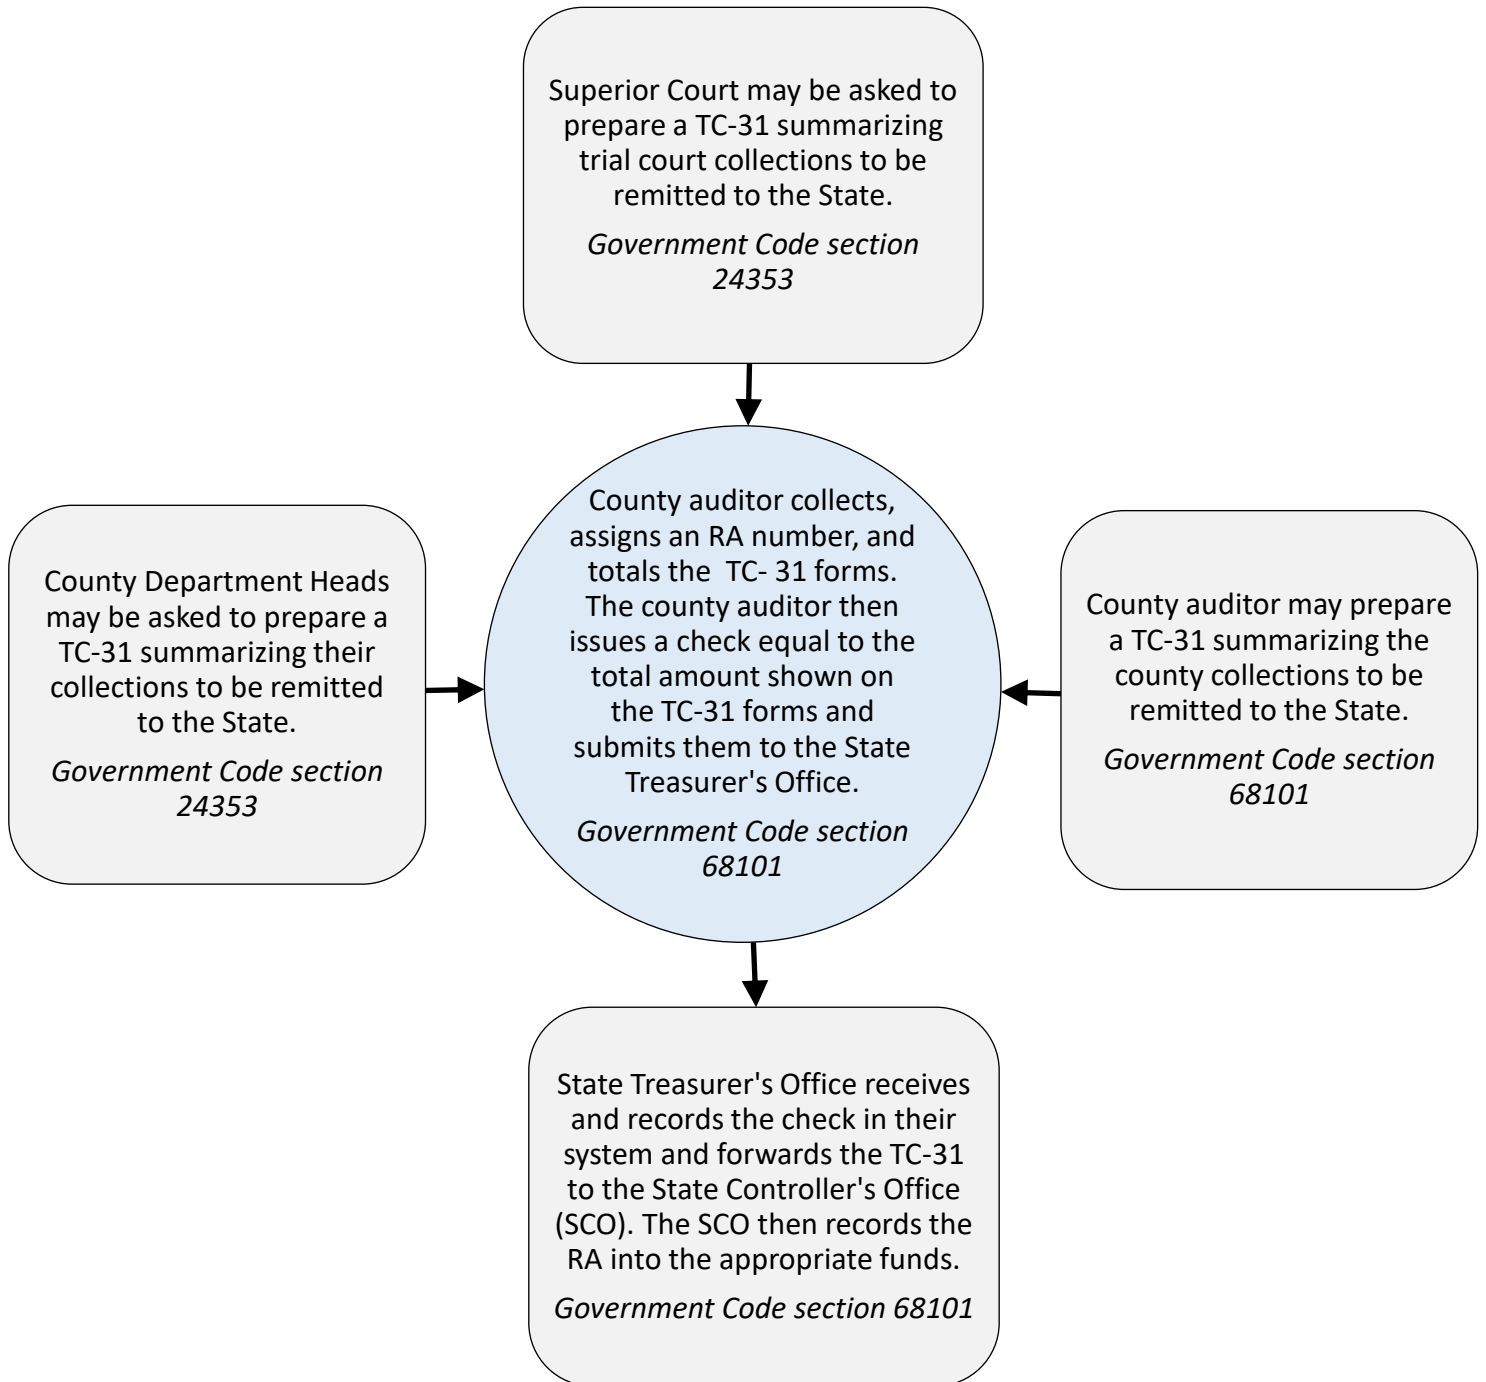 Superior Court may be asked to
prepare a TC-31 summarizing
trial court collections to be
remitted to the State.
Government Code section
24353
County Department Heads
may be asked to prepare a
TC-31 summarizing their
collections to be remitted
to the State.
Government Code section
24353
County auditor collects,
assigns an RA number, and
totals the  TC- 31 forms.
The county auditor then
issues a check equal to the
total amount shown on
the TC-31 forms and
submits them to the State
Treasurer's Office.
Government Code section
68101
County auditor may prepare
a TC-31 summarizing the
county collections to be
remitted to the State.
Government Code section
68101
State Treasurer's Office receives
and records the check in their
system and forwards the TC-31
to the State Controller's Office
(SCO). The SCO then records the
RA into the appropriate funds.
Government Code section 68101